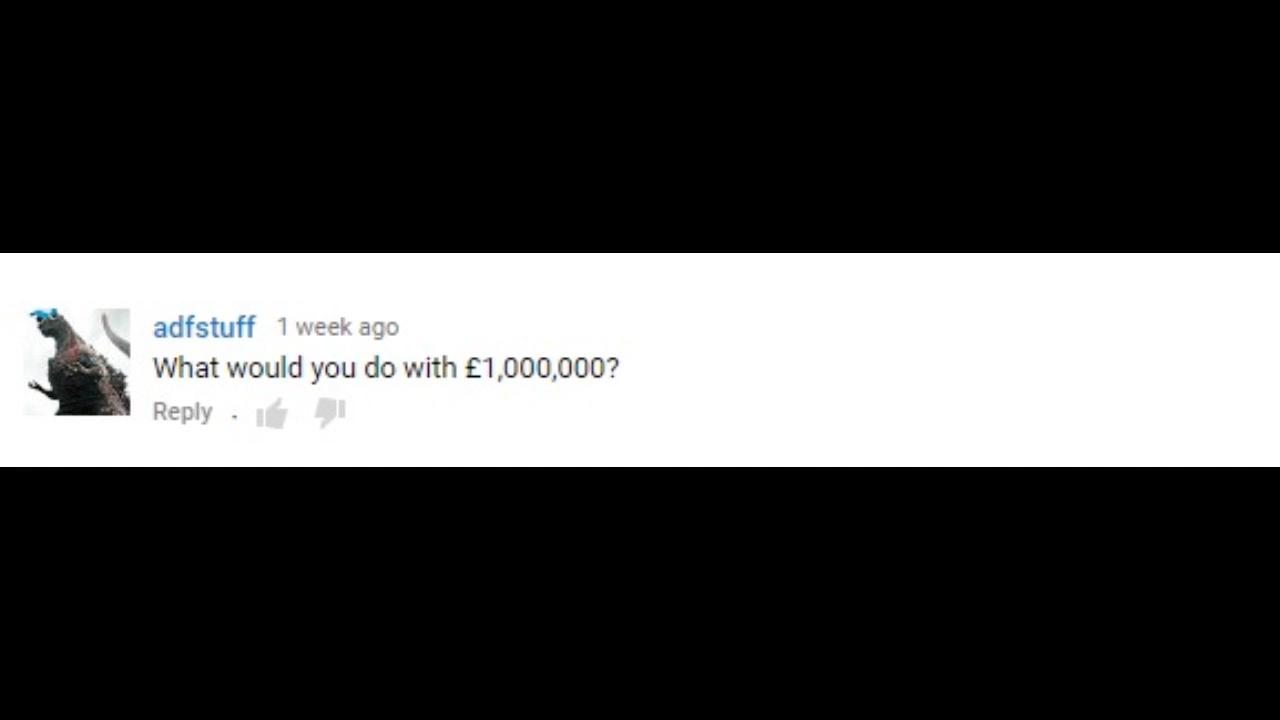 adfstuff 1 week ago
What would you do with £1,000,000?
Reply .